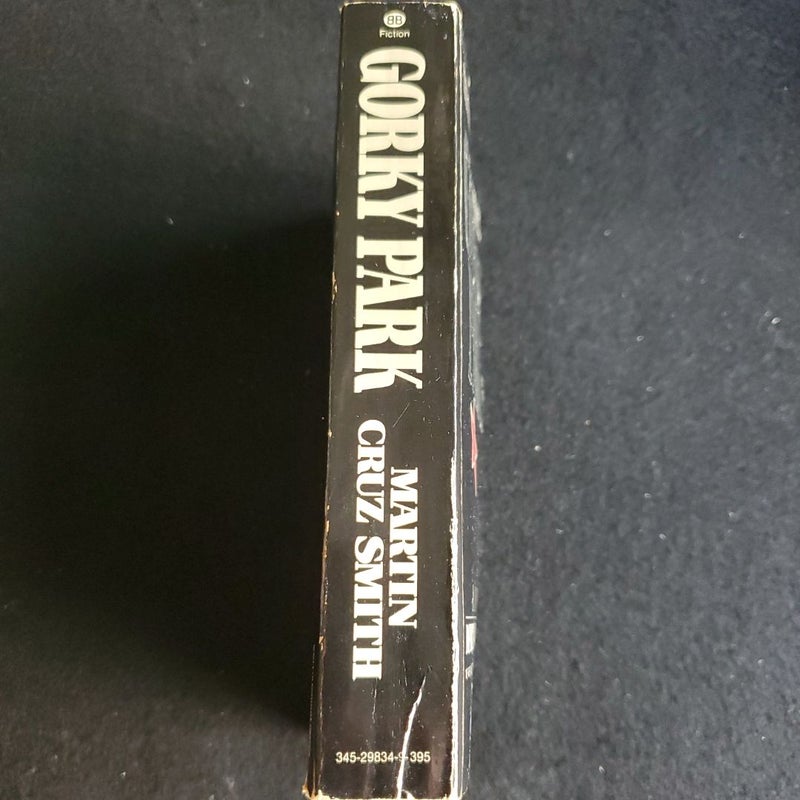 BB
Fiction
GORKY PARK
MARTIN
CRUZ SMITH
345-29834-9-395